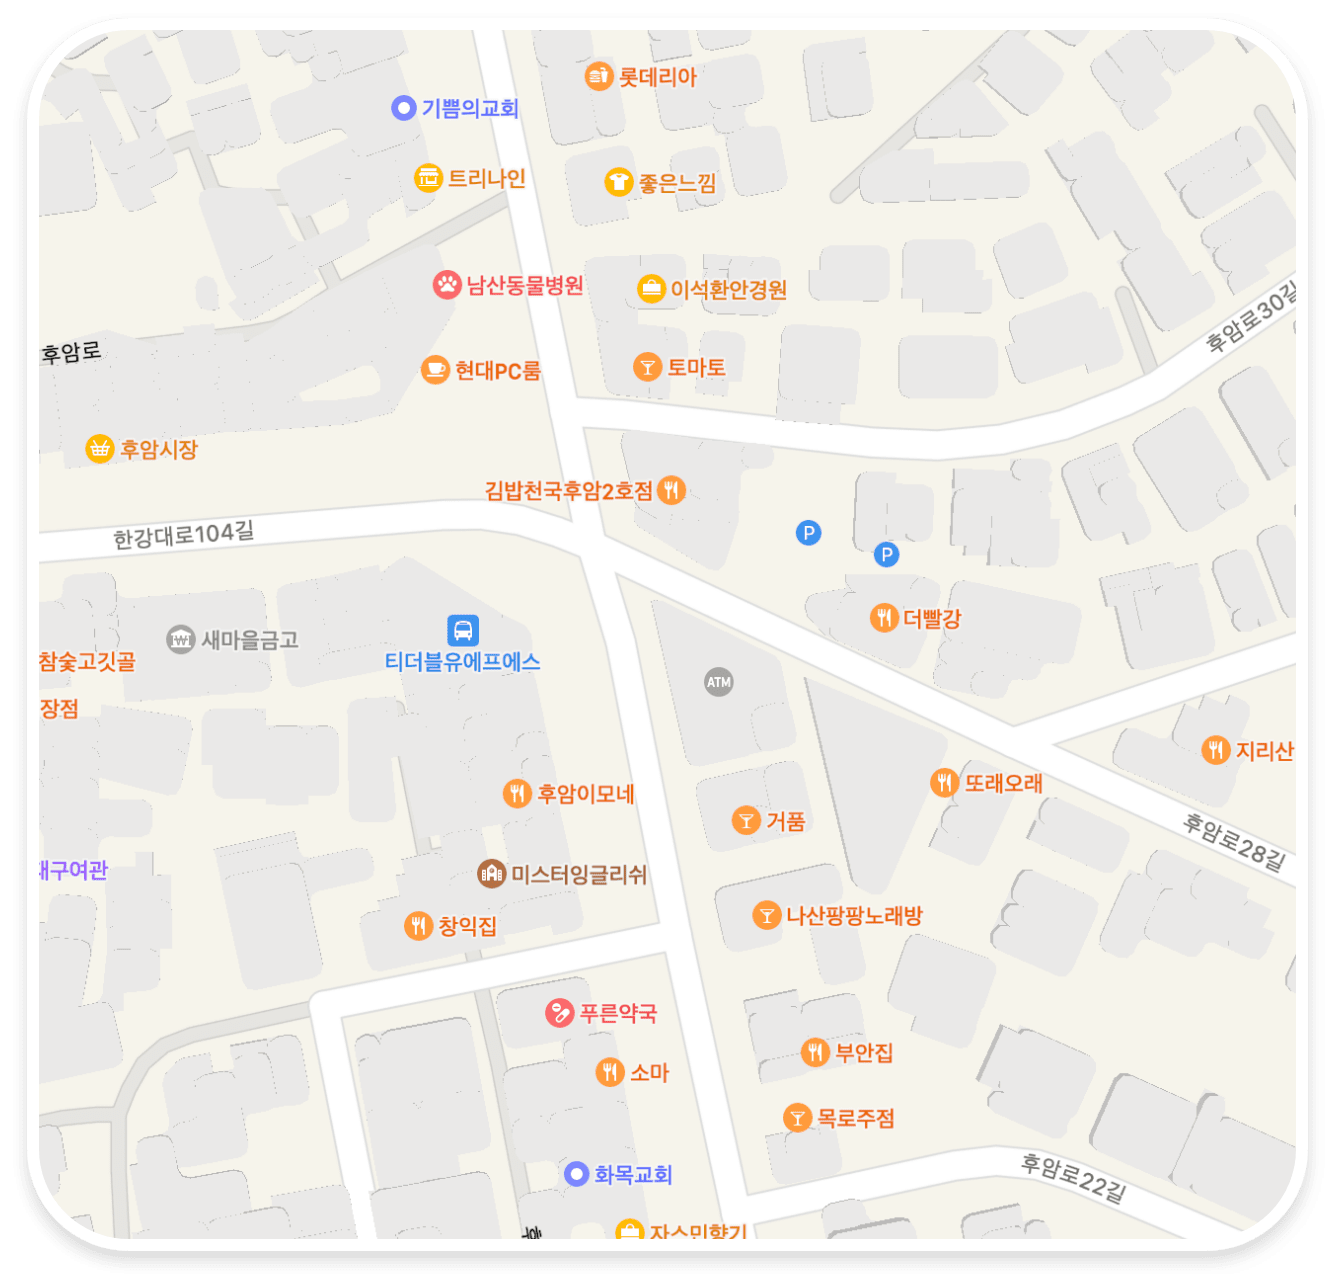 롯데리아
기쁨의교회
트리나인
좋은느낌
남산동물병원
이석환안경원
후암로30길
후암로
현대PC룸
토마토
후암시장
김밥천국후암2호점
한강대로104길
P
P
더빨강
새마을금고
참숯고깃골
티더블유에프에스
ATM
장점
지리산
또래오래
후암이모네
거품
후암로28길
대구여관
미스터잉글리쉬
나산팡팡노래방
창익집
푸른약국
부안집
소마
목로주점
화목교회
후암로22길
자스민향기